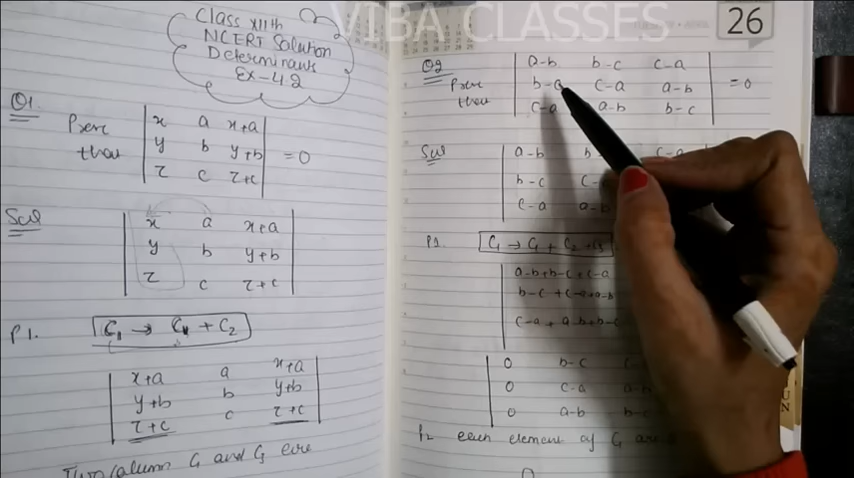 VIBA CLASSES
26
Class XIIth
NCERT Solution
Determinans
Ex-4.2
Q1.
Prove that
x a x+a
y b y+b = 0
z c z+c
Sol
x a x+a
y b y+b
z c z+c
P1. C1 → C1 + C2
x+a a x+a
y+b b y+b
z+c c z+c
Two column C1 and C3 are
Q2
Prove that
a-b b-c c-a
b-c c-a a-b = 0
c-a a-b b-c
Sol
a-b
b-c
c-a a-b
P1. C1 → C1 + C2 + C3
a-b+b-c+c-a
b-c+c-a+a-b
c-a+a-b+b-c
0 b-c
0 c-a
0 a-b
P2 each element of C1 are